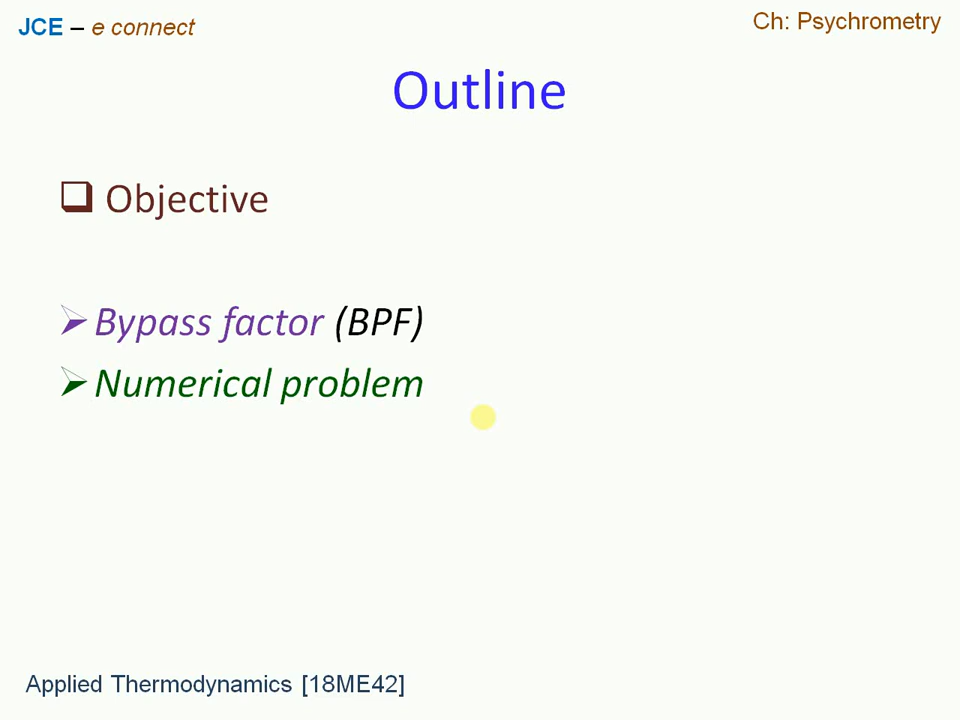 JCE – e connect
Ch: Psychrometry
Outline
Objective
Bypass factor (BPF)
Numerical problem
Applied Thermodynamics [18ME42]